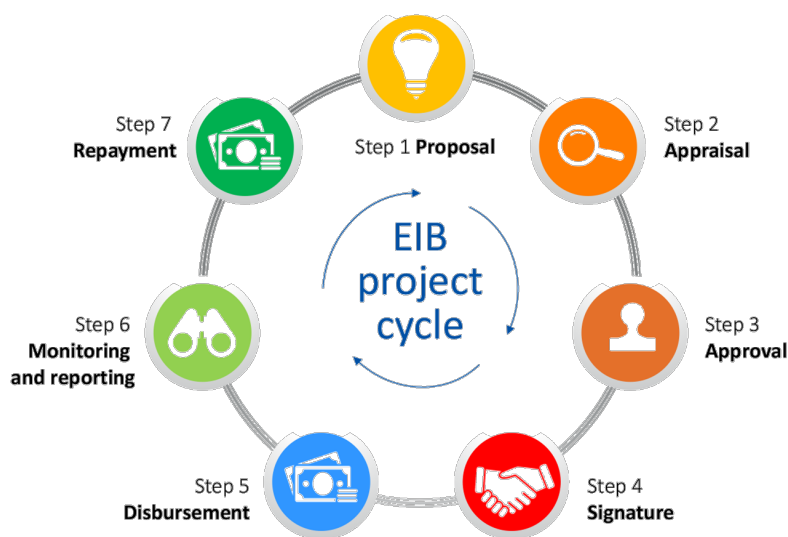 Step 1 Proposal
Step 2
Appraisal
Step 3
Approval
Step 4
Signature
Step 5
Disbursement
Step 6
Monitoring
and reporting
Step 7
Repayment
EIB
project
cycle